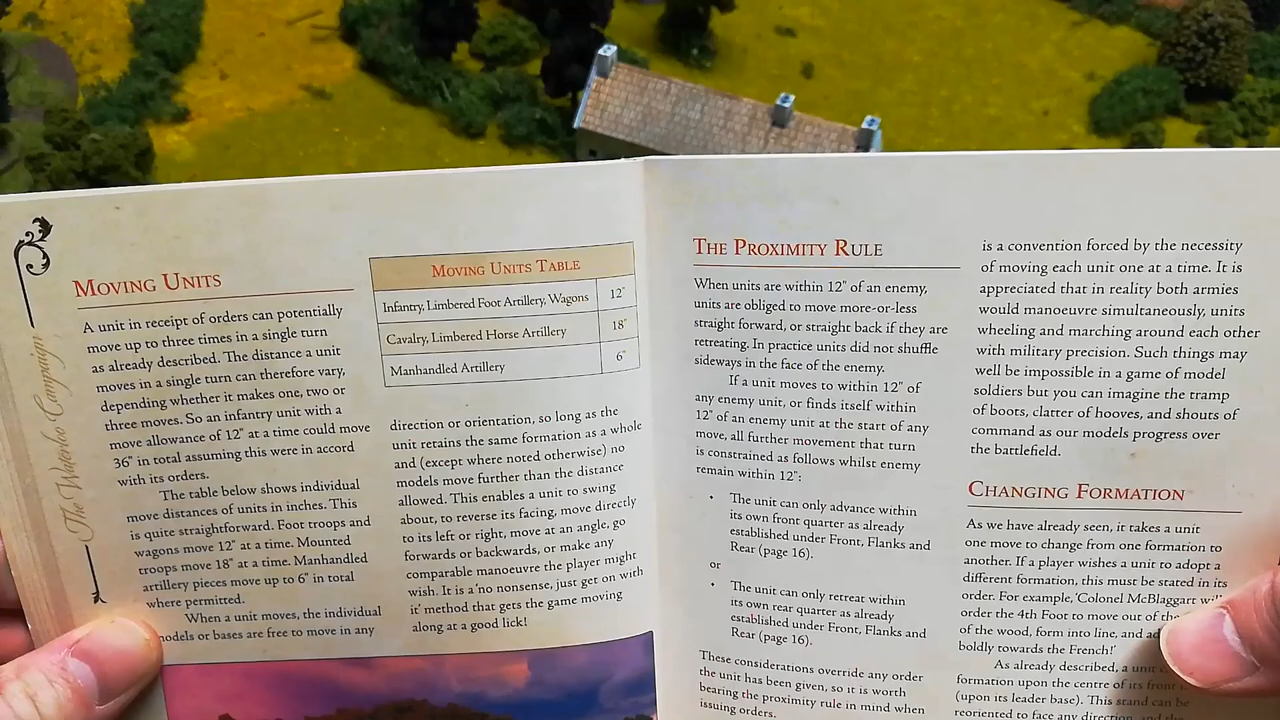 The Waterloo Campaign
Moving Units
A unit in receipt of orders can potentially
move up to three times in a single turn
as already described. The distance a unit
moves in a single turn can therefore vary,
depending whether it makes one, two or
three moves. So an infantry unit with a
move allowance of 12" at a time could move
36" in total assuming this were in accord
with its orders.
The table below shows individual
move distances of units in inches. This
is quite straightforward. Foot troops and
wagons move 12" at a time. Mounted
troops move 18" at a time. Manhandled
artillery pieces move up to 6" in total
where permitted.
When a unit moves, the individual
models or bases are free to move in any
Moving Units Table
Infantry, Limbered Foot Artillery, Wagons 12"
Cavalry, Limbered Horse Artillery 18"
Manhandled Artillery 6"
direction or orientation, so long as the
unit retains the same formation as a whole
and (except where noted otherwise) no
models move further than the distance
allowed. This enables a unit to swing
about, to reverse its facing, move directly
to its left or right, move at an angle, go
forwards or backwards, or make any
comparable manoeuvre the player might
wish. It is a 'no nonsense, just get on with
it' method that gets the game moving
along at a good lick!
The Proximity Rule
When units are within 12" of an enemy,
units are obliged to move more-or-less
straight forward, or straight back if they are
retreating. In practice units did not shuffle
sideways in the face of the enemy.
If a unit moves to within 12" of
any enemy unit, or finds itself within
12" of an enemy unit at the start of any
move, all further movement that turn
is constrained as follows whilst enemy
remain within 12":
• The unit can only advance within
its own front quarter as already
established under Front, Flanks and
Rear (page 16).
or
• The unit can only retreat within
its own rear quarter as already
established under Front, Flanks and
Rear (page 16).
These considerations override any order
the unit has been given, so it is worth
bearing the proximity rule in mind when
issuing orders.
is a convention forced by the necessity
of moving each unit one at a time. It is
appreciated that in reality both armies
would manoeuvre simultaneously, units
wheeling and marching around each other
with military precision. Such things may
well be impossible in a game of model
soldiers but you can imagine the tramp
of boots, clatter of hooves, and shouts of
command as our models progress over
the battlefield.
Changing Formation
As we have already seen, it takes a unit
one move to change from one formation to
another. If a player wishes a unit to adopt a
different formation, this must be stated in its
order. For example, 'Colonel McBlaggart
order the 4th Foot to move out of the
of the wood, form into line, and
boldly towards the French!'
As already described, a unit
formation upon the centre of its front
(upon its leader base). This stand can be
reoriented to face any direction, and